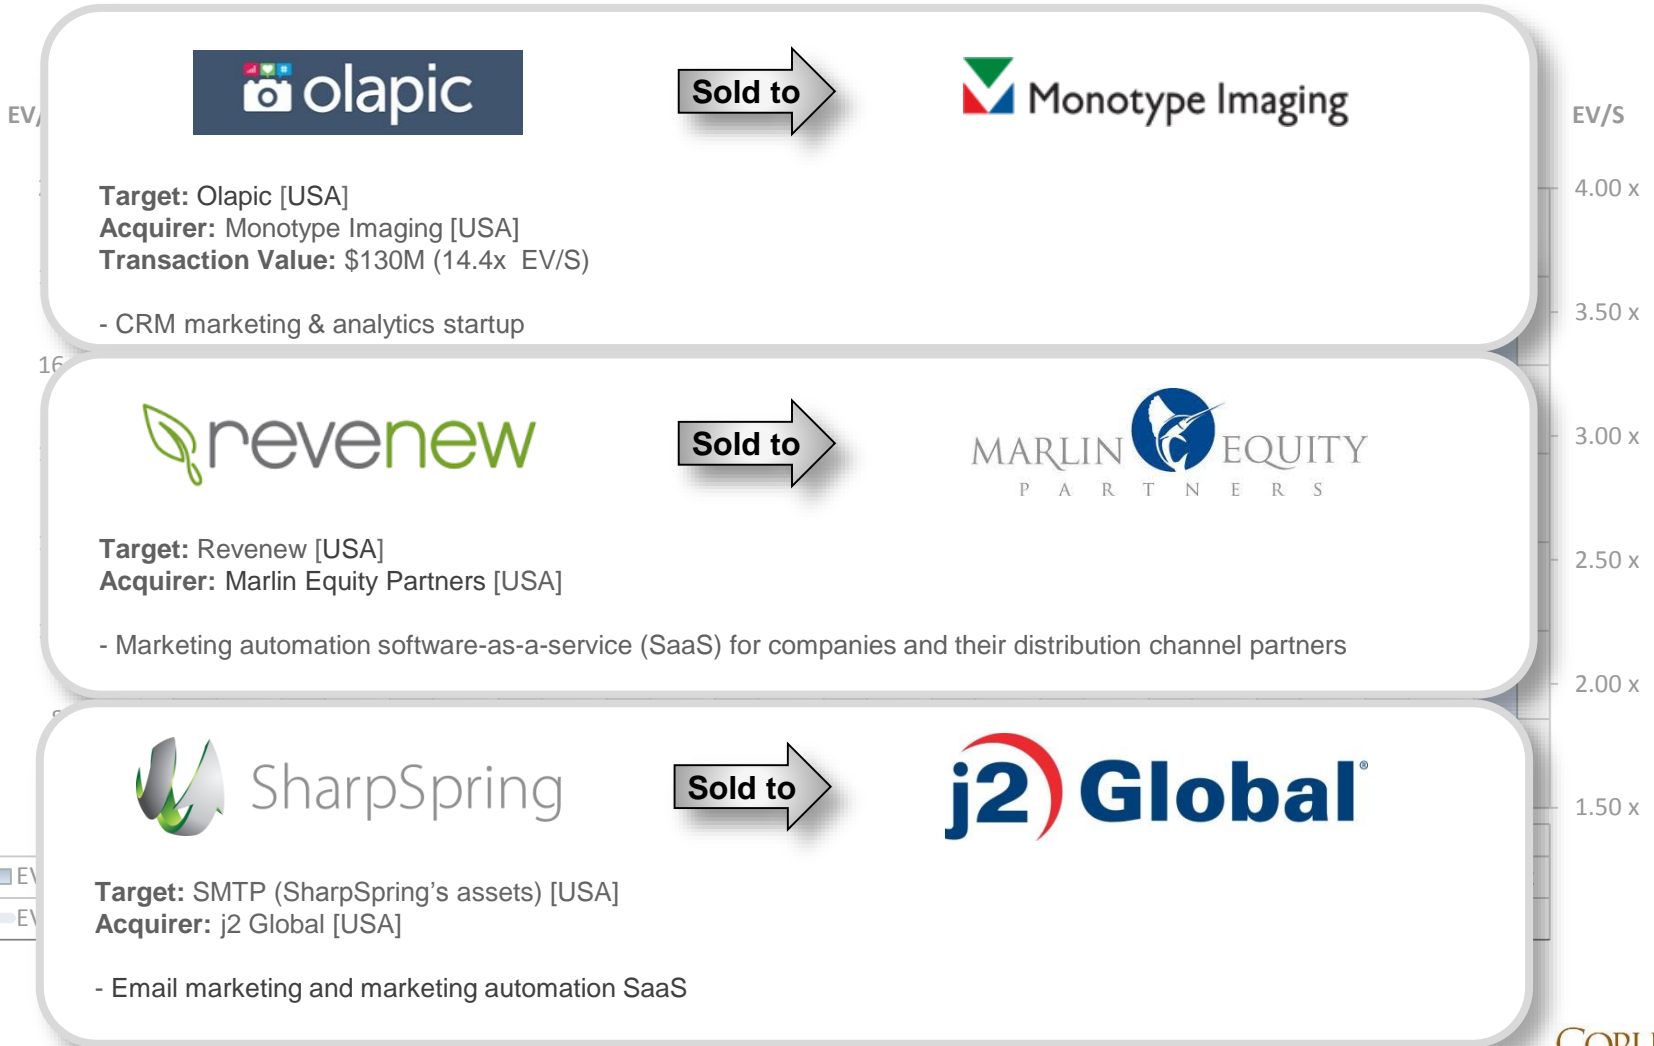 olapic
Sold to
Monotype Imaging
EV/S
Target: Olapic [USA]
Acquirer: Monotype Imaging [USA]
Transaction Value: $130M (14.4x EV/S)
- CRM marketing & analytics startup
4.00 x
3.50 x
16
revenew
Sold to
MARLIN EQUITY
PARTNERS
3.00 x
Target: Revenew [USA]
Acquirer: Marlin Equity Partners [USA]
2.50 x
- Marketing automation software-as-a-service (SaaS) for companies and their distribution channel partners
2.00 x
SharpSpring
Sold to
j2 Global®
1.50 x
Target: SMTP (SharpSpring's assets) [USA]
Acquirer: j2 Global [USA]
- Email marketing and marketing automation SaaS